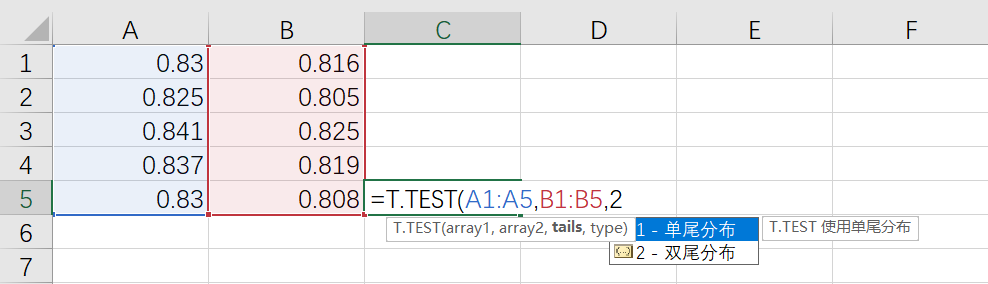 A B C D E F
1 0.83 0.816
2 0.825 0.805
3 0.841 0.825
4 0.837 0.819
5 0.83 0.808 =T.TEST(A1:A5,B1:B5,2
T.TEST(array1, array2, tails, type) 1 - 单尾分布 T.TEST 使用单尾分布
6 (...) 2 - 双尾分布
7